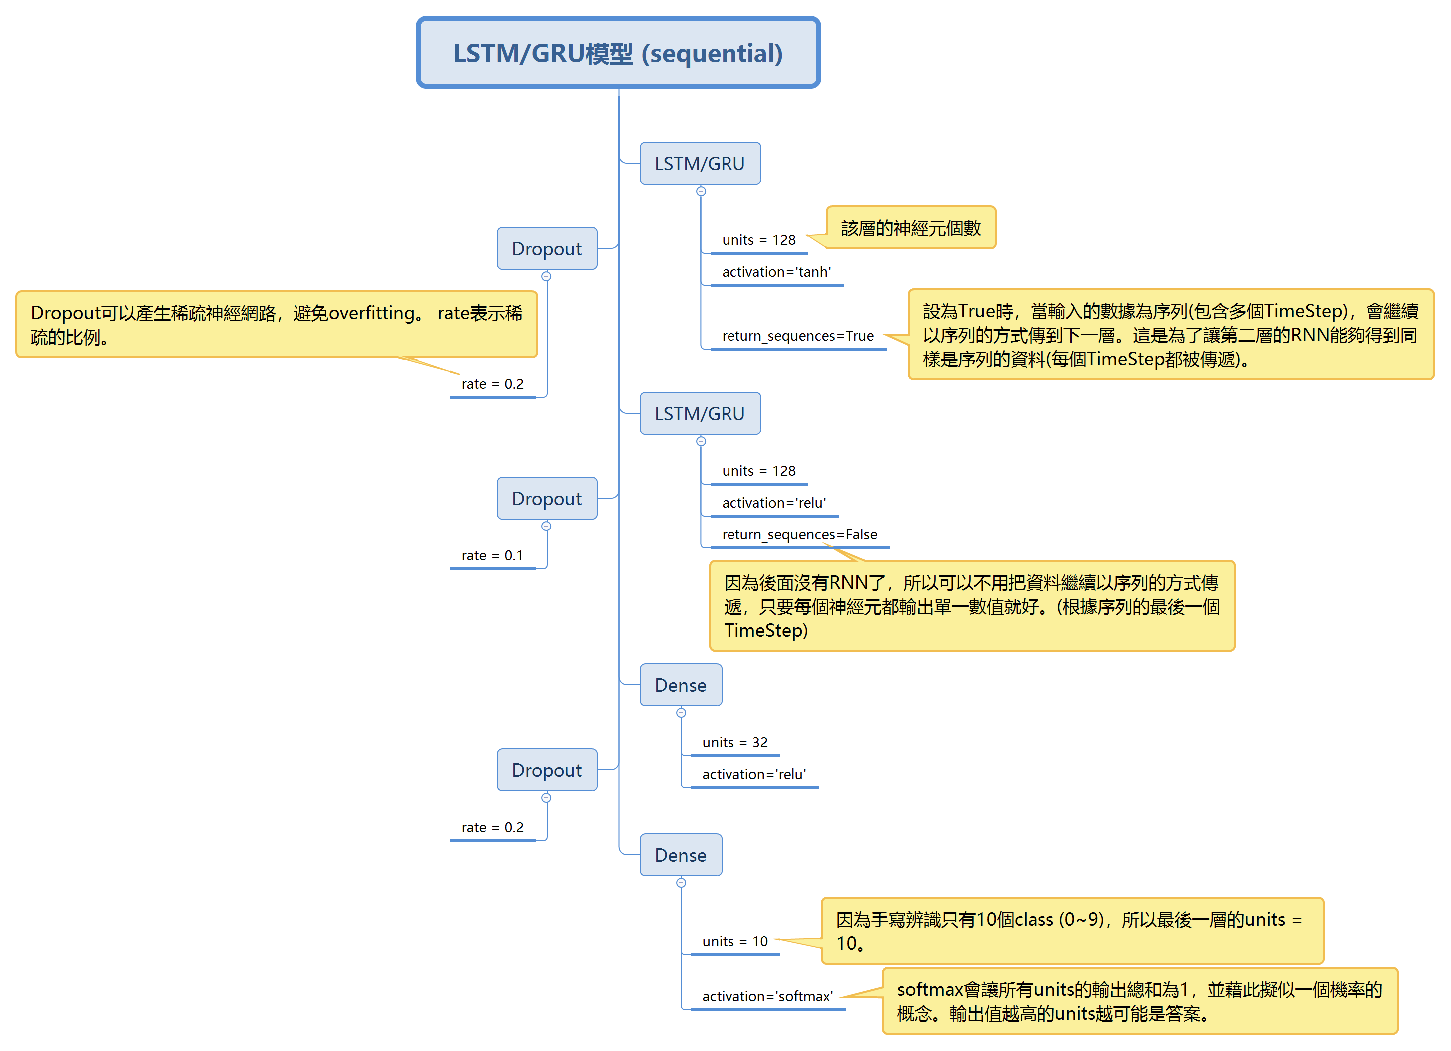 LSTM/GRU模型 (sequential)
LSTM/GRU
units = 128
該層的神經元個數
activation='tanh'
return_sequences=True
設為True時，當輸入的數據為序列(包含多個TimeStep)，會繼續
以序列的方式傳到下一層。這是為了讓第二層的RNN能夠得到同
樣是序列的資料(每個TimeStep都被傳遞)。
Dropout
Dropout可以產生稀疏神經網路，避免overfitting。 rate表示稀
疏的比例。
rate = 0.2
LSTM/GRU
units = 128
activation='relu'
return_sequences=False
因為後面沒有RNN了，所以可以不用把資料繼續以序列的方式傳
遞，只要每個神經元都輸出單一數值就好。(根據序列的最後一個
TimeStep)
Dropout
rate = 0.1
Dense
units = 32
activation='relu'
Dropout
rate = 0.2
Dense
units = 10
因為手寫辨識只有10個class (0~9)，所以最後一層的units =
10。
activation='softmax'
softmax會讓所有units的輸出總和為1，並藉此擬似一個機率的
概念。輸出值越高的units越可能是答案。